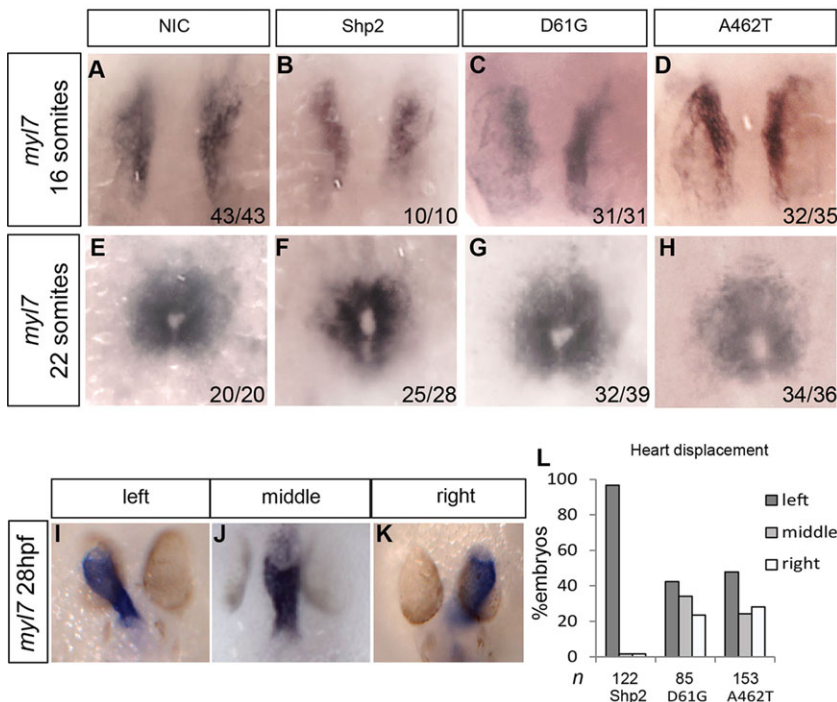 NIC Shp2 D61G A462T
myl7
16 somites
A B C D
43/43 10/10 31/31 32/35
myl7
22 somites
E F G H
20/20 25/28 32/39 34/36
left middle right
myl7 28hpf
I J K
L
Heart displacement
%embryos
100
80
60
40
20
0
left
middle
right
n 122 85 153
Shp2 D61G A462T